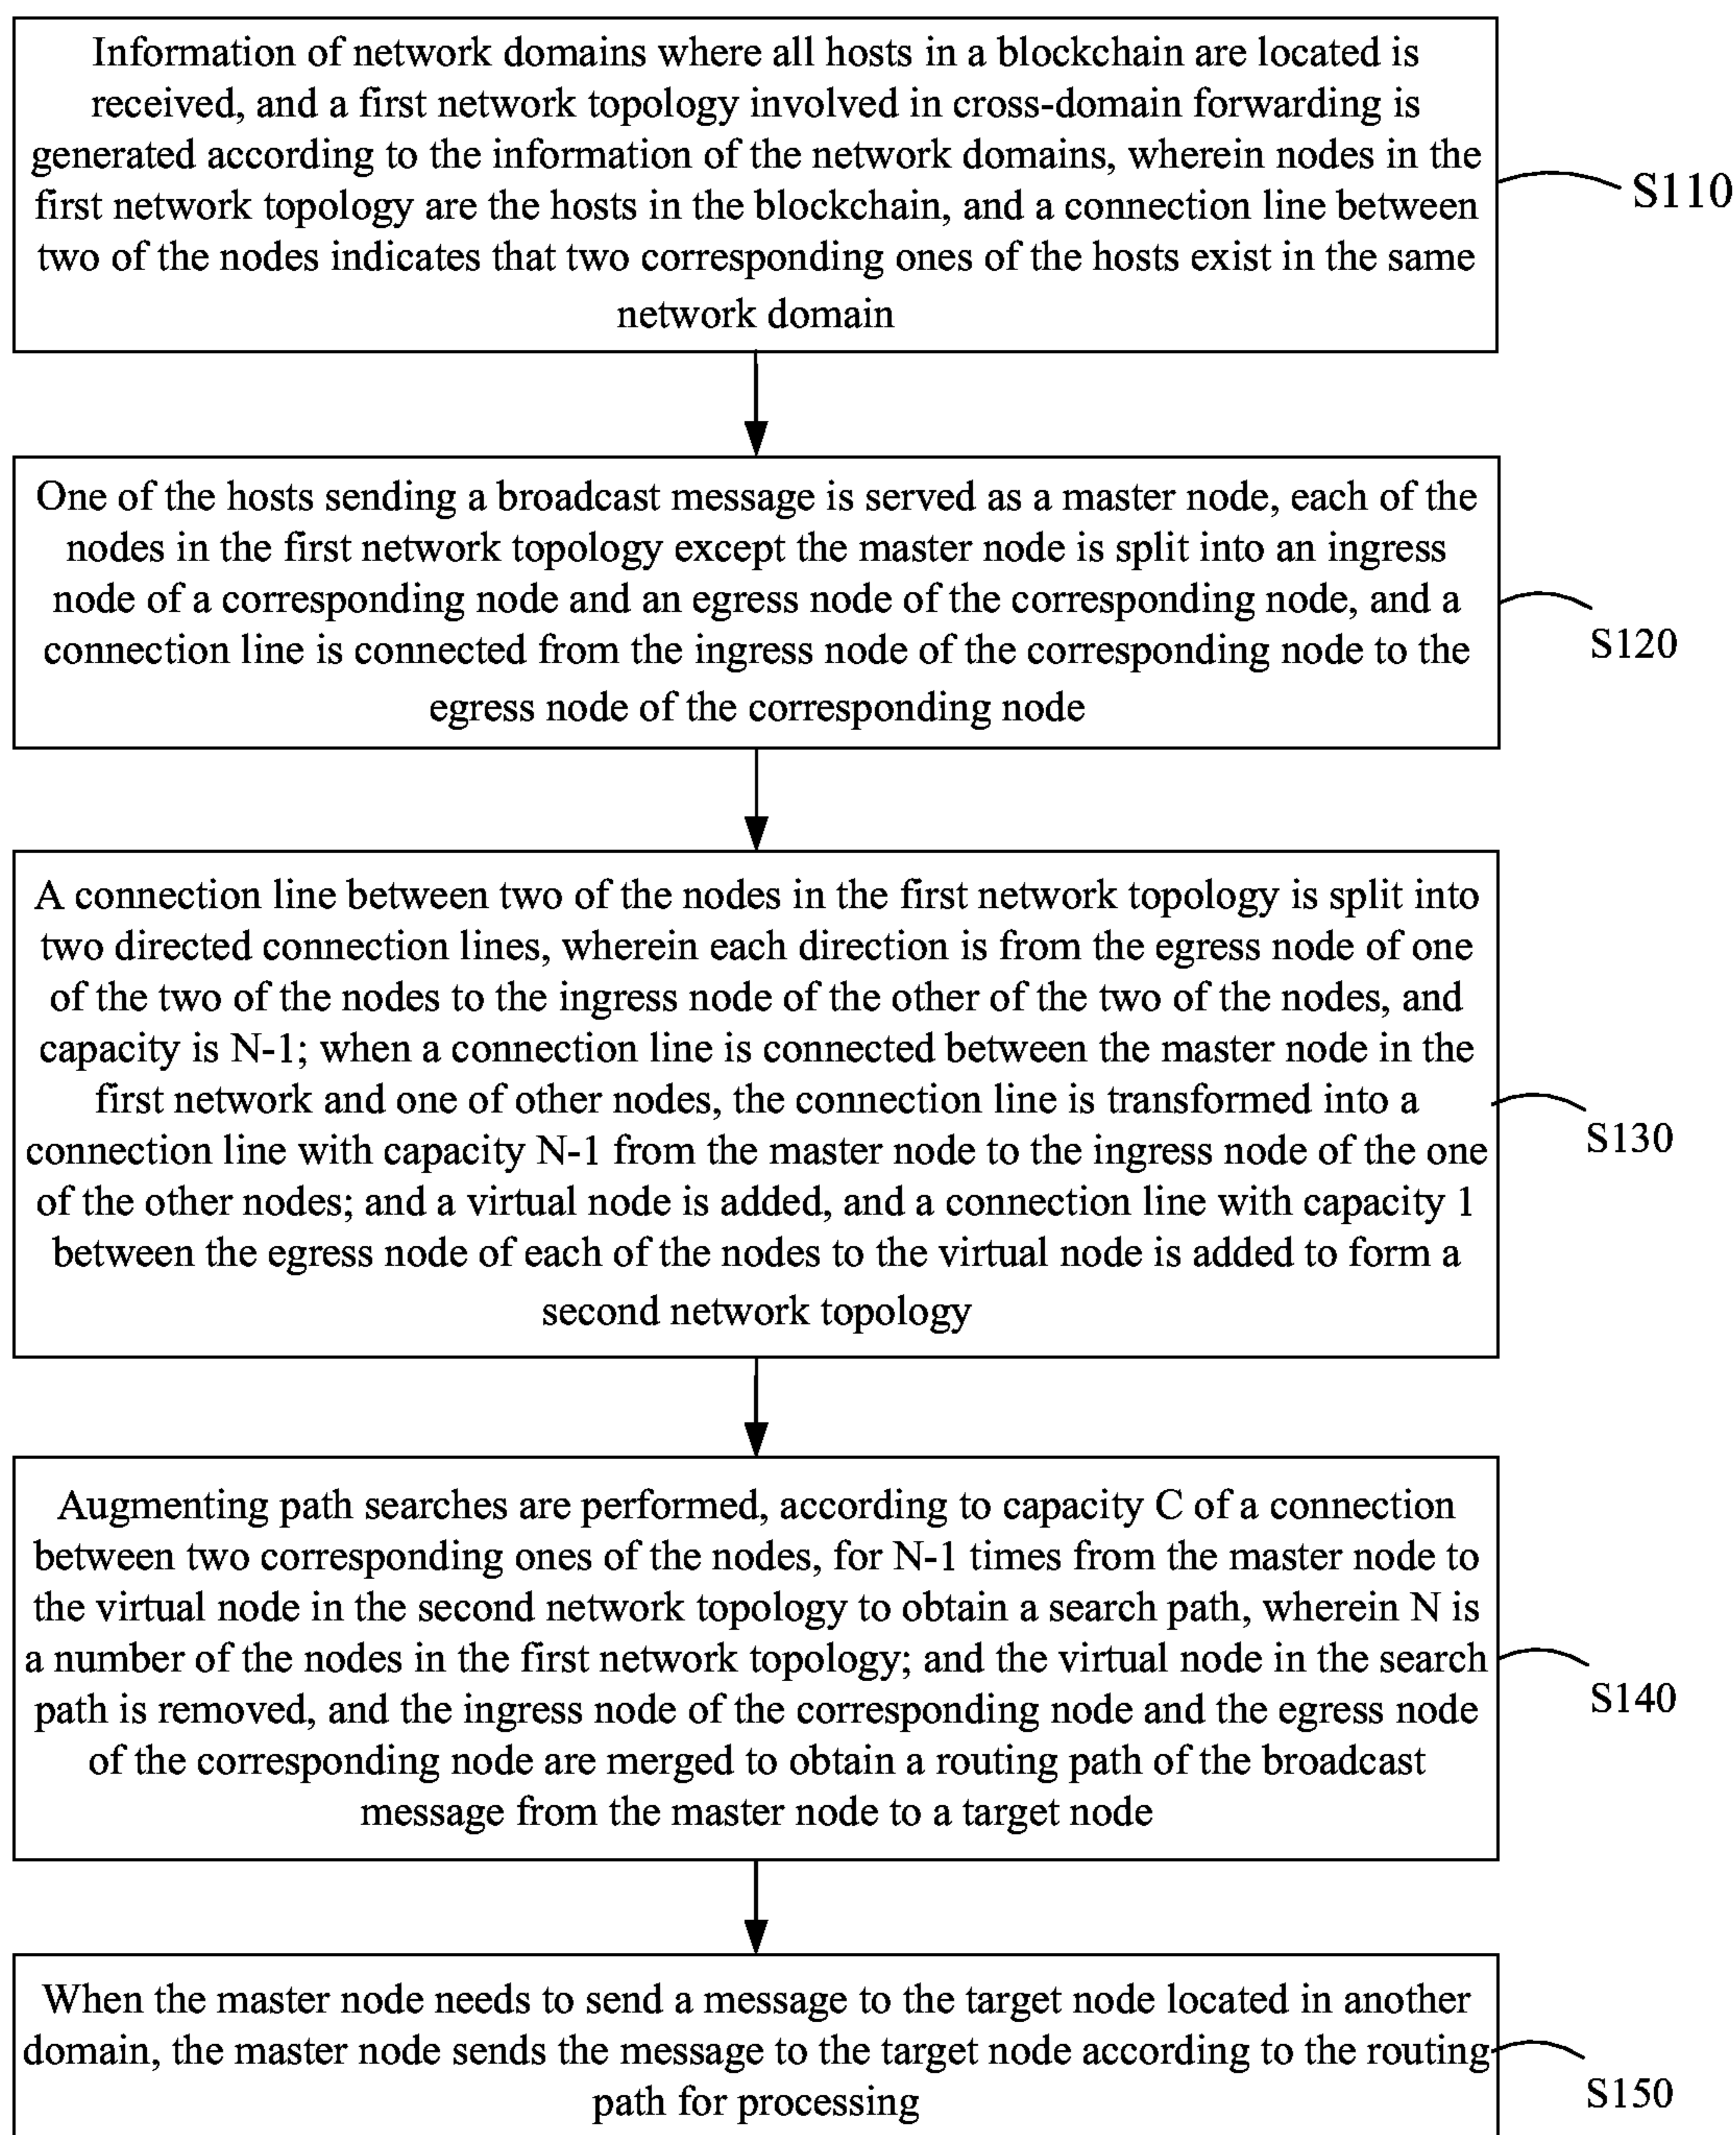 Information of network domains where all hosts in a blockchain are located is
received, and a first network topology involved in cross-domain forwarding is
generated according to the information of the network domains, wherein nodes in the
first network topology are the hosts in the blockchain, and a connection line between
two of the nodes indicates that two corresponding ones of the hosts exist in the same
network domain
S110
One of the hosts sending a broadcast message is served as a master node, each of the
nodes in the first network topology except the master node is split into an ingress
node of a corresponding node and an egress node of the corresponding node, and a
connection line is connected from the ingress node of the corresponding node to the
egress node of the corresponding node
S120
A connection line between two of the nodes in the first network topology is split into
two directed connection lines, wherein each direction is from the egress node of one
of the two of the nodes to the ingress node of the other of the two of the nodes, and
capacity is N-1; when a connection line is connected between the master node in the
first network and one of other nodes, the connection line is transformed into a
connection line with capacity N-1 from the master node to the ingress node of the one
of the other nodes; and a virtual node is added, and a connection line with capacity 1
between the egress node of each of the nodes to the virtual node is added to form a
second network topology
S130
Augmenting path searches are performed, according to capacity C of a connection
between two corresponding ones of the nodes, for N-1 times from the master node to
the virtual node in the second network topology to obtain a search path, wherein N is
a number of the nodes in the first network topology; and the virtual node in the search
path is removed, and the ingress node of the corresponding node and the egress node
of the corresponding node are merged to obtain a routing path of the broadcast
message from the master node to a target node
S140
When the master node needs to send a message to the target node located in another
domain, the master node sends the message to the target node according to the routing
path for processing
S150